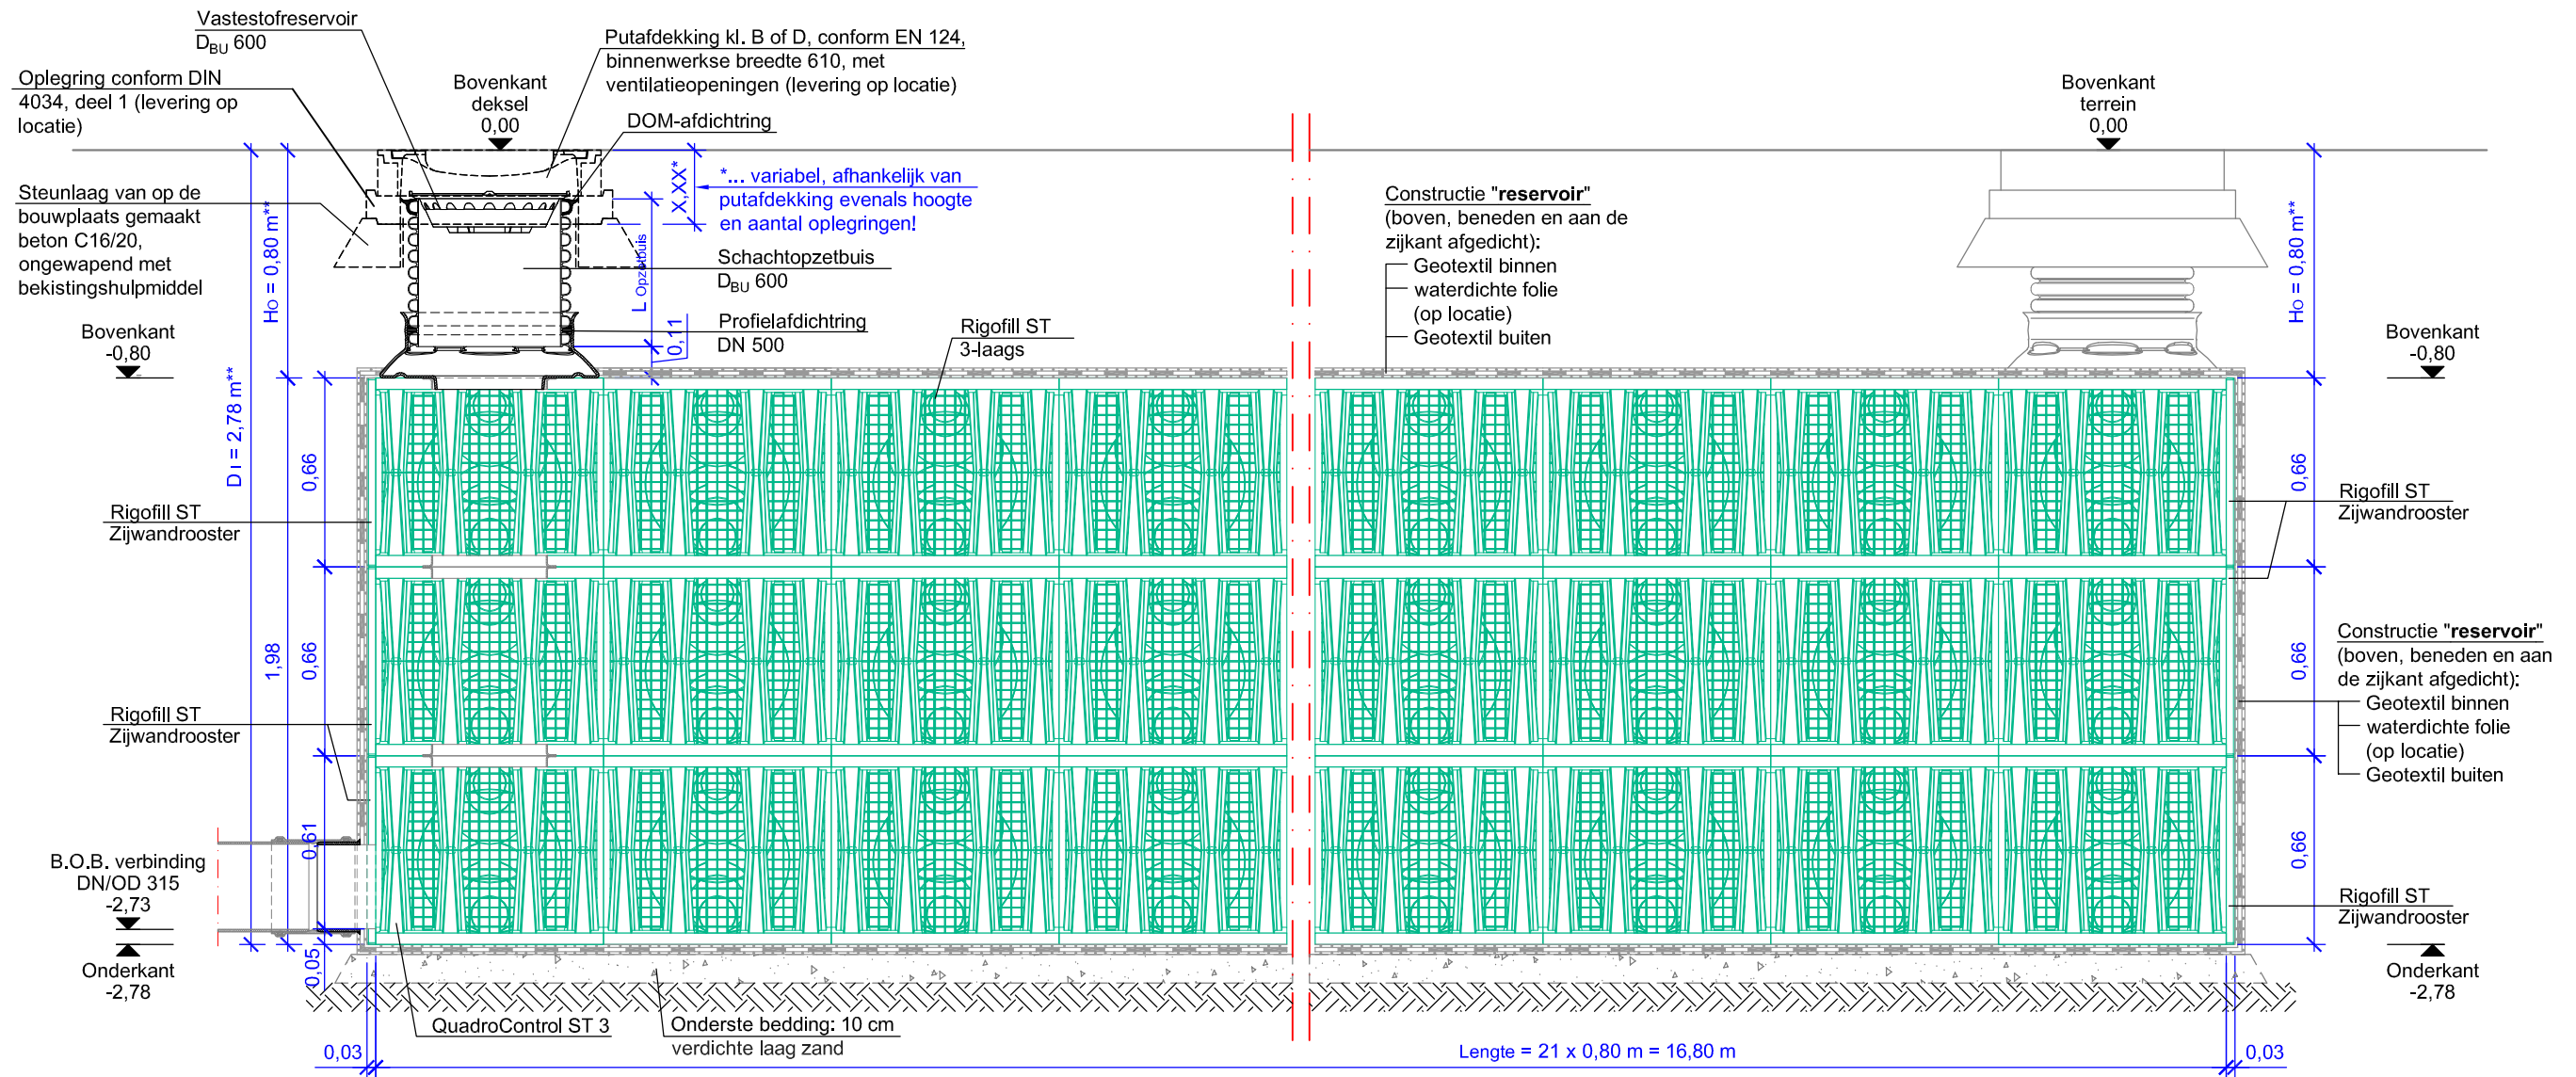 Vastestofreservoir
DBU 600
Oplegring conform DIN
4034, deel 1 (levering op
locatie)
Steunlaag van op de
bouwplaats gemaakt
beton C16/20,
ongewapend met
bekistingshulpmiddel
Bovenkant
deksel
0,00
Putafdekking kl. B of D, conform EN 124,
binnenwerkse breedte 610, met
ventilatieopeningen (levering op locatie)
DOM-afdichtring
X,XX*
*... variabel, afhankelijk van
putafdekking evenals hoogte
en aantal oplegringen!
L Opzetbuis
Schachtopzetbuis
DBU 600
Profielafdichtring
DN 500
0,11
Rigofill ST
3-laags
Constructie "reservoir"
(boven, beneden en aan de
zijkant afgedicht):
Geotextil binnen
waterdichte folie
(op locatie)
Geotextil buiten
Bovenkant
terrein
0,00
HO = 0,80 m**
Bovenkant
-0,80
HO = 0,80 m**
DI = 2,78 m**
Bovenkant
-0,80
0,66
0,66
0,61
1,98
0,05
Rigofill ST
Zijwandrooster
Rigofill ST
Zijwandrooster
B.O.B. verbinding
DN/OD 315
-2,73
Onderkant
-2,78
0,66
0,66
0,66
Rigofill ST
Zijwandrooster
Constructie "reservoir"
(boven, beneden en aan
de zijkant afgedicht):
Geotextil binnen
waterdichte folie
(op locatie)
Geotextil buiten
Rigofill ST
Zijwandrooster
Onderkant
-2,78
QuadroControl ST 3
Onderste bedding: 10 cm
verdichte laag zand
0,03
Lengte = 21 x 0,80 m = 16,80 m
0,03